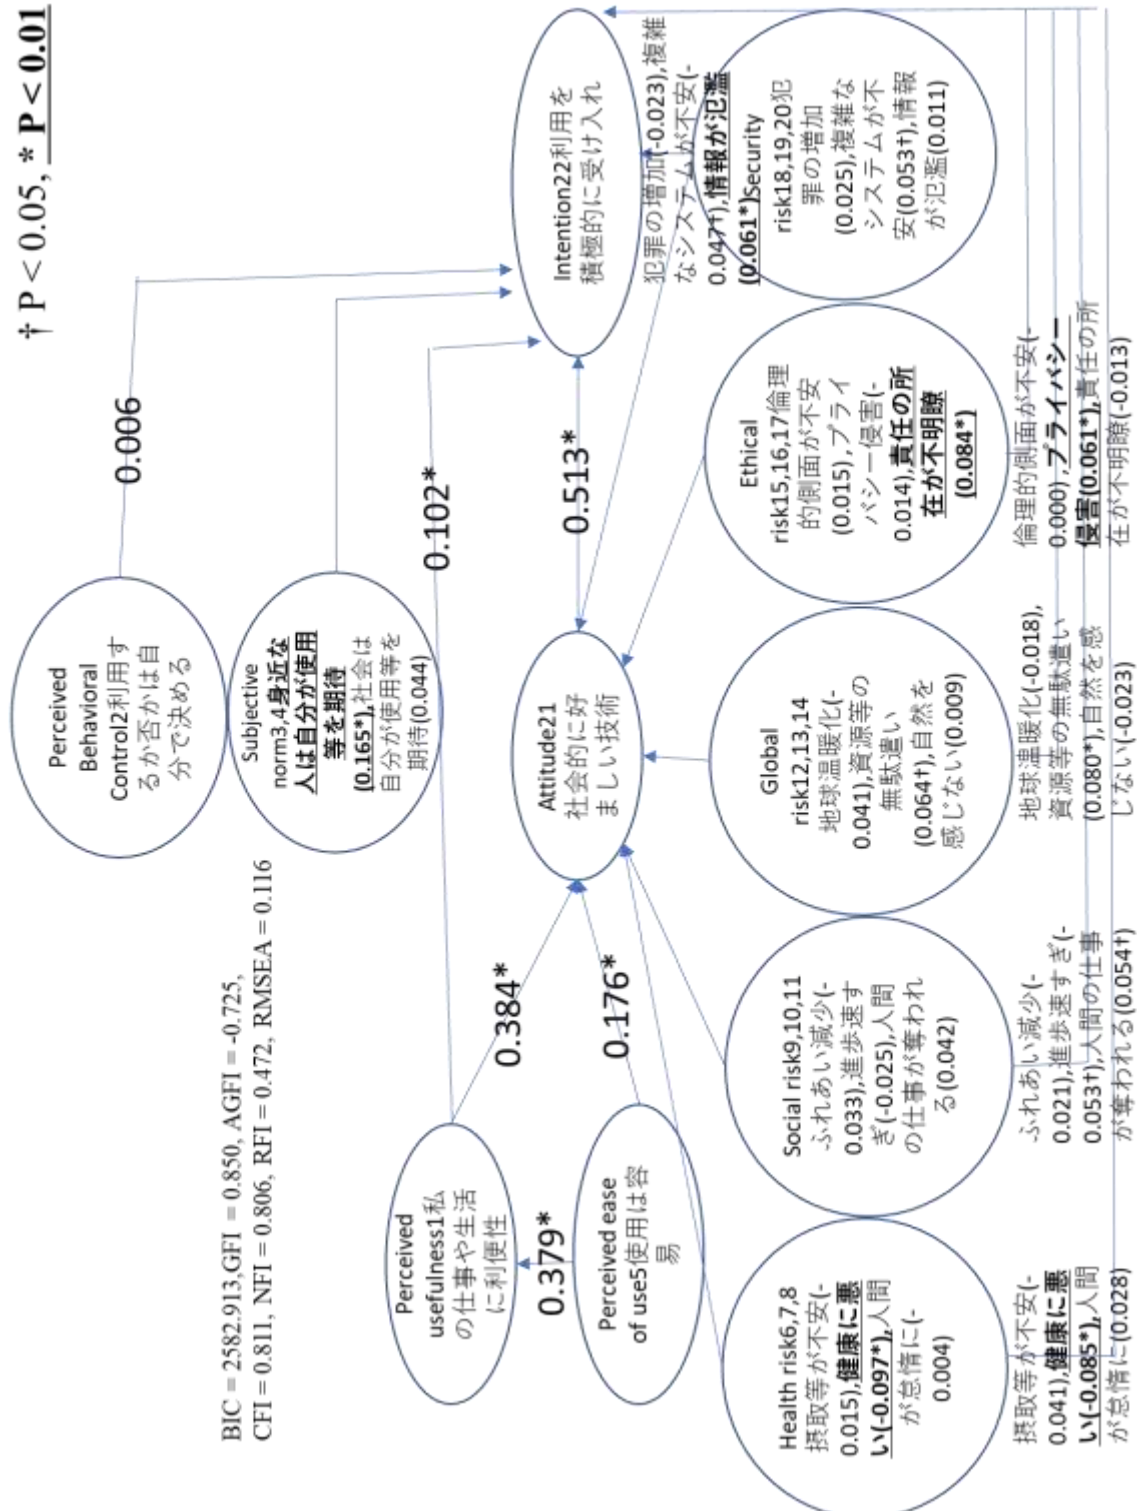 † P < 0.05, * P < 0.01
BIC = 2582.913,GFI = 0.850, AGFI = -0.725,
CFI = 0.811, NFI = 0.806, RFI = 0.472, RMSEA = 0.116
Perceived
Behavioral
Control2利用す
るか否かは自
分で決める
0.006
Subjective
norm3,4身近な
人は自分が使用
等を期待
(0.165*),社会は
自分が使用等を
期待(0.044)
0.102*
Perceived
usefulness1私
の仕事や生活
に利便性
0.384*
0.379*
Perceived ease
of use5使用は容
易
0.176*
Attitude21
社会的に好
ましい技術
0.513*
Intention22利用を
積極的に受け入れ
Health risk6,7,8
摂取等が不安(-
0.015),健康に悪
い(-0.097*),人間
が怠惰に(-
0.004)
Social risk9,10,11
ふれあい減少(-
0.033),進歩速す
ぎ(-0.025),人間
の仕事が奪われ
る(0.042)
Global
risk12,13,14
地球温暖化(-
0.041),資源等の
無駄遣い
(0.064†),自然を
感じない(0.009)
Ethical
risk15,16,17倫理
的側面が不安
(0.015),プライ
バシー侵害(-
0.014),責任の所
在が不明瞭
(0.084*)
犯罪の増加(-0.023),複雑
なシステムが不安(-
0.047†),情報が氾濫
(0.061*)Security
risk18,19,20犯
罪の増加
(0.025),複雑な
システムが不
安(0.053†),情報
が氾濫(0.011)
摂取等が不安(-
0.041),健康に悪
い(-0.085*),人間
が怠惰に(0.028)
ふれあい減少(-
0.021),進歩速すぎ(-
0.053†),人間の仕事
が奪われる(0.054†)
地球温暖化(-0.018),
資源等の無駄遣い
(0.080*),自然を感
じない(-0.023)
倫理的側面が不安(-
0.000),プライバシー
侵害(0.061*),責任の所
在が不明瞭(-0.013)